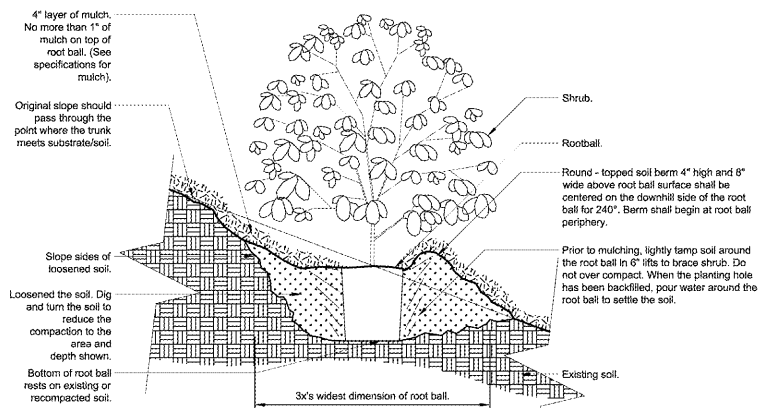 4" layer of mulch.
No more than 1" of
mulch on top of
root ball. (See
specifications for
mulch).
Original slope should
pass through the
point where the trunk
meets substrate/soil.
Slope sides of
loosened soil.
Loosened the soil. Dig
and turn the soil to
reduce the
compaction to the
area and
depth shown.
Bottom of root ball
rests on existing or
recompacted soil.
Shrub.
Rootball.
Round - topped soil berm 4" high and 8"
wide above root ball surface shall be
centered on the downhill side of the root
ball for 240°. Berm shall begin at root ball
periphery.
Prior to mulching, lightly tamp soil around
the root ball in 6" lifts to brace shrub. Do
not over compact. When the planting hole
has been backfilled, pour water around the
root ball to settle the soil.
Existing soil.
3x's widest dimension of root ball.